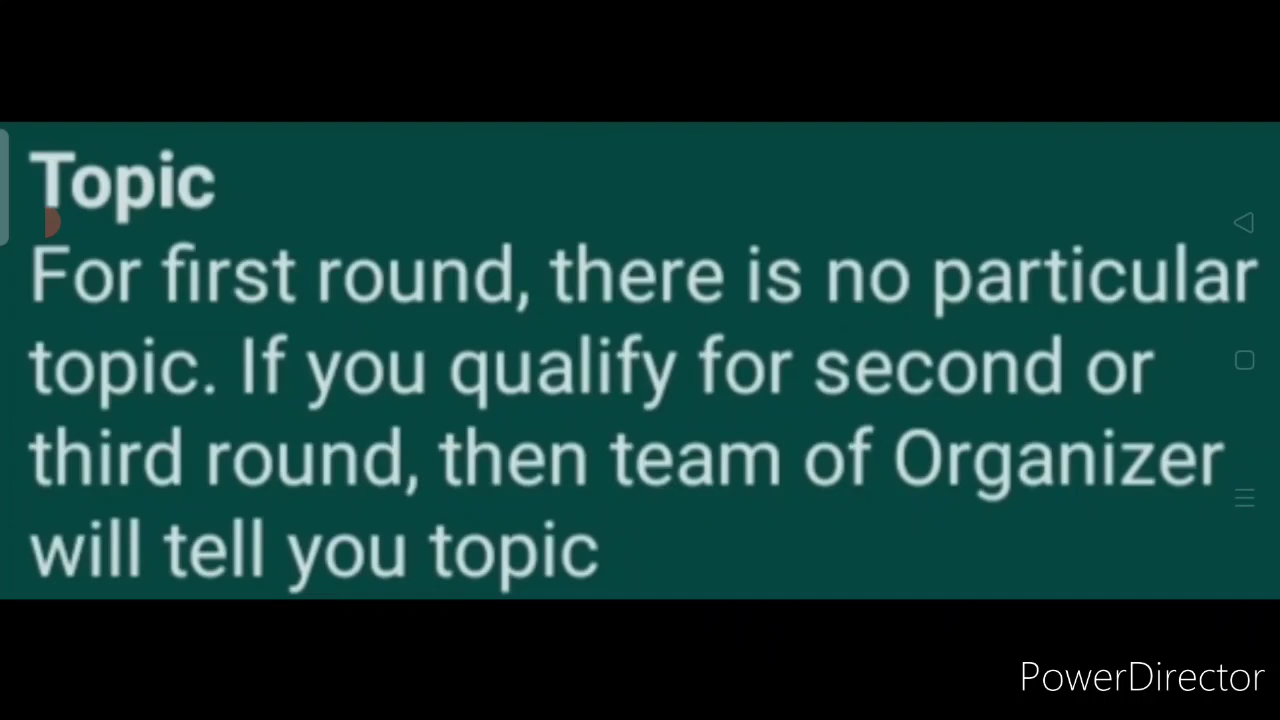 Topic
For first round, there is no particular
topic. If you qualify for second or
third round, then team of Organizer
will tell you topic
PowerDirector